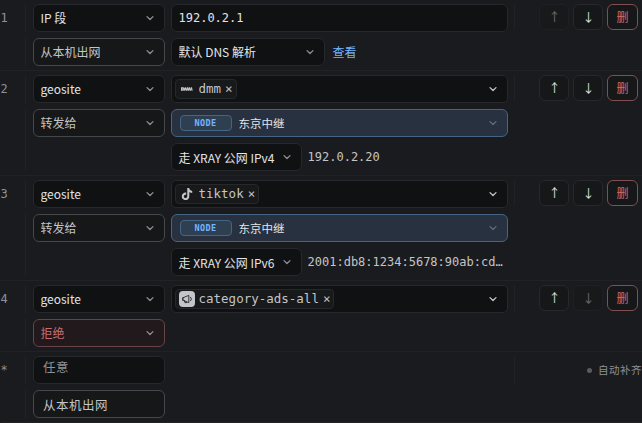 1 IP 段 192.0.2.1 ↑ ↓ 删
从本机出网 默认 DNS 解析 查看
2 geosite dmm × ↑ ↓ 删
转发给 NODE 东京中继
走 XRAY 公网 IPv4 192.0.2.20
3 geosite tiktok × ↑ ↓ 删
转发给 NODE 东京中继
走 XRAY 公网 IPv6 2001:db8:1234:5678:90ab:cd…
4 geosite category-ads-all × ↑ ↓ 删
拒绝
* 任意 自动补齐
从本机出网